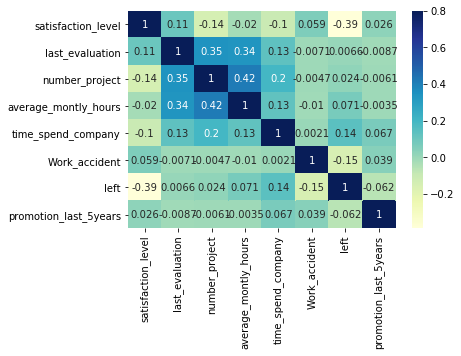 satisfaction_level 1 0.11 -0.14 -0.02 -0.1 0.059 -0.39 0.026
last_evaluation 0.11 1 0.35 0.34 0.13 -0.0071 0.0066 -0.0087
number_project -0.14 0.35 1 0.42 0.2 -0.0047 0.024 -0.0061
average_montly_hours -0.02 0.34 0.42 1 0.13 -0.01 0.071 -0.0035
time_spend_company -0.1 0.13 0.2 0.13 1 0.0021 0.14 0.067
Work_accident 0.059 -0.0071 -0.0047 -0.01 0.0021 1 -0.15 0.039
left -0.39 0.0066 0.024 0.071 0.14 -0.15 1 -0.062
promotion_last_5years 0.026 -0.0087 -0.0061 -0.0035 0.067 0.039 -0.062 1
satisfaction_level
last_evaluation
number_project
average_montly_hours
time_spend_company
Work_accident
left
promotion_last_5years
0.8
0.6
0.4
0.2
0.0
−0.2